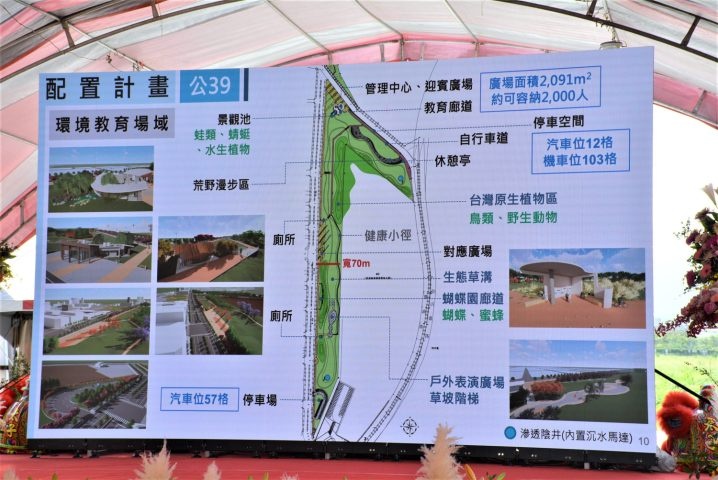 配置計畫 公39
環境教育場域
景觀池
蛙類、蜻蜓
、水生植物
荒野漫步區
廁所
廁所
汽車位57格
停車場
管理中心、迎賓廣場
教育廊道
廣場面積2,091m²
約可容納2,000人
停車空間
自行車道
休憩亭
汽車位12格
機車位103格
台灣原生植物區
鳥類、野生動物
健康小徑
對應廣場
寬70m
生態草溝
蝴蝶園廊道
蝴蝶、蜜蜂
戶外表演廣場
草坡階梯
滲透陰井(內置沉水馬達)
10